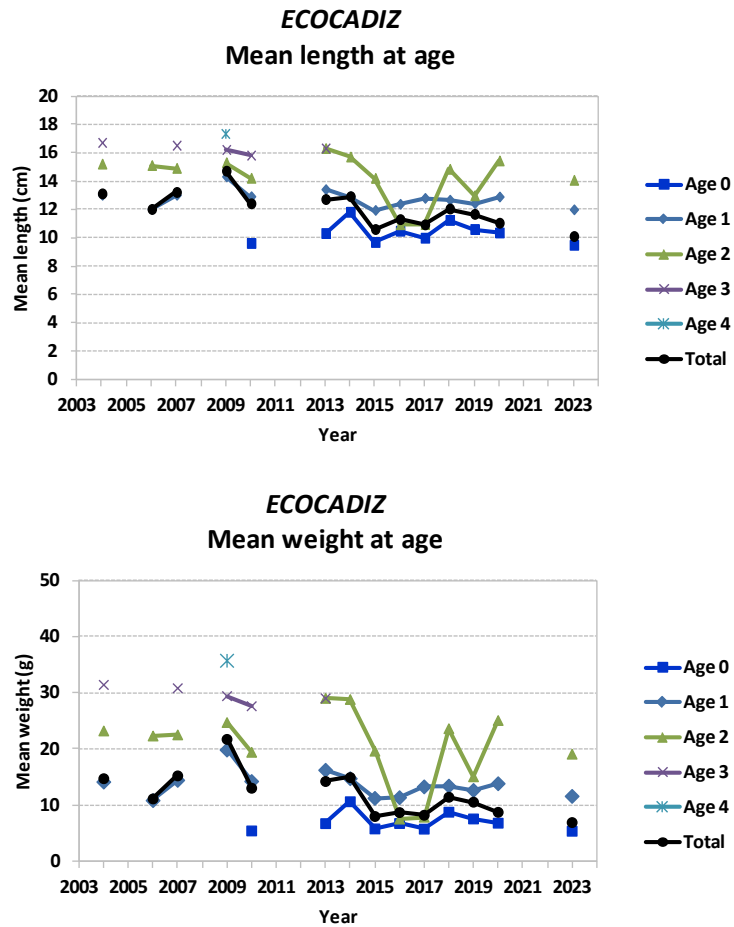 ECOCADIZ
Mean length at age
20
18
16
14
12
10
8
6
4
2
0
Mean length (cm)
2003 2005 2007 2009 2011 2013 2015 2017 2019 2021 2023
Year
Age 0
Age 1
Age 2
Age 3
Age 4
Total
ECOCADIZ
Mean weight at age
50
40
30
20
10
0
Mean weight (g)
2003 2005 2007 2009 2011 2013 2015 2017 2019 2021 2023
Year
Age 0
Age 1
Age 2
Age 3
Age 4
Total